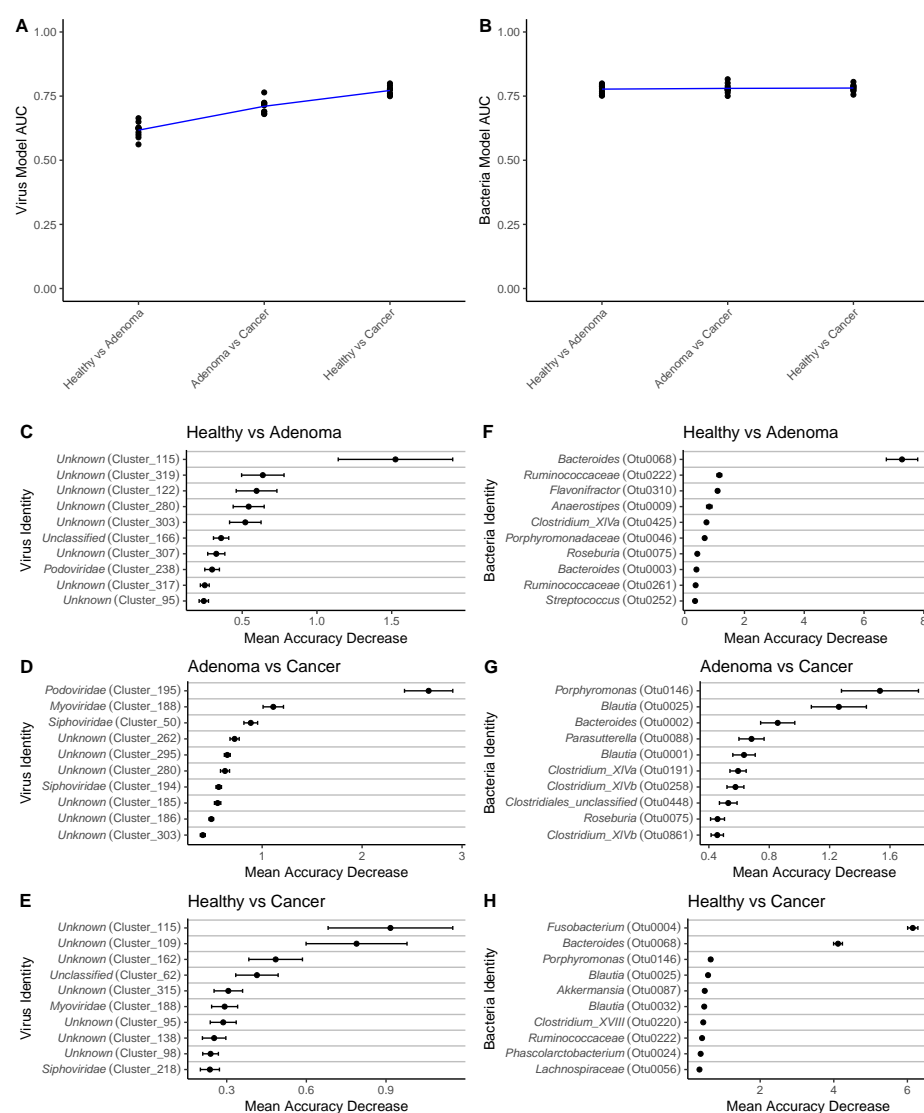 A
1.00
0.75
0.50
0.25
0.00
Virus Model AUC
Healthy vs Adenoma
Adenoma vs Cancer
Healthy vs Cancer
B
1.00
0.75
0.50
0.25
0.00
Bacteria Model AUC
Healthy vs Adenoma
Adenoma vs Cancer
Healthy vs Cancer
C
Healthy vs Adenoma
Virus Identity
Unknown (Cluster_115)
Unknown (Cluster_319)
Unknown (Cluster_122)
Unknown (Cluster_280)
Unknown (Cluster_303)
Unclassified (Cluster_166)
Unknown (Cluster_307)
Podoviridae (Cluster_238)
Unknown (Cluster_317)
Unknown (Cluster_95)
0.5 1.0 1.5
Mean Accuracy Decrease
F
Healthy vs Adenoma
Bacteria Identity
Bacteroides (Otu0068)
Ruminococcaceae (Otu0222)
Flavonifractor (Otu0310)
Anaerostipes (Otu0009)
Clostridium_XIVa (Otu0425)
Porphyromonadaceae (Otu0046)
Roseburia (Otu0075)
Bacteroides (Otu0003)
Ruminococcaceae (Otu0261)
Streptococcus (Otu0252)
0 2 4 6 8
Mean Accuracy Decrease
D
Adenoma vs Cancer
Virus Identity
Podoviridae (Cluster_195)
Myoviridae (Cluster_188)
Siphoviridae (Cluster_50)
Unknown (Cluster_262)
Unknown (Cluster_295)
Unknown (Cluster_280)
Siphoviridae (Cluster_194)
Unknown (Cluster_185)
Unknown (Cluster_186)
Unknown (Cluster_303)
1 2 3
Mean Accuracy Decrease
G
Adenoma vs Cancer
Bacteria Identity
Porphyromonas (Otu0146)
Blautia (Otu0025)
Bacteroides (Otu0002)
Parasutterella (Otu0088)
Blautia (Otu0001)
Clostridium_XIVa (Otu0191)
Clostridium_XIVb (Otu0258)
Clostridiales_unclassified (Otu0448)
Roseburia (Otu0075)
Clostridium_XIVb (Otu0861)
0.4 0.8 1.2 1.6
Mean Accuracy Decrease
E
Healthy vs Cancer
Virus Identity
Unknown (Cluster_115)
Unknown (Cluster_109)
Unknown (Cluster_162)
Unclassified (Cluster_62)
Unknown (Cluster_315)
Myoviridae (Cluster_188)
Unknown (Cluster_95)
Unknown (Cluster_138)
Unknown (Cluster_98)
Siphoviridae (Cluster_218)
0.3 0.6 0.9
Mean Accuracy Decrease
H
Healthy vs Cancer
Bacteria Identity
Fusobacterium (Otu0004)
Bacteroides (Otu0068)
Porphyromonas (Otu0146)
Blautia (Otu0025)
Akkermansia (Otu0087)
Blautia (Otu0032)
Clostridium_XVIII (Otu0220)
Ruminococcaceae (Otu0222)
Phascolarctobacterium (Otu0024)
Lachnospiraceae (Otu0056)
2 4 6
Mean Accuracy Decrease